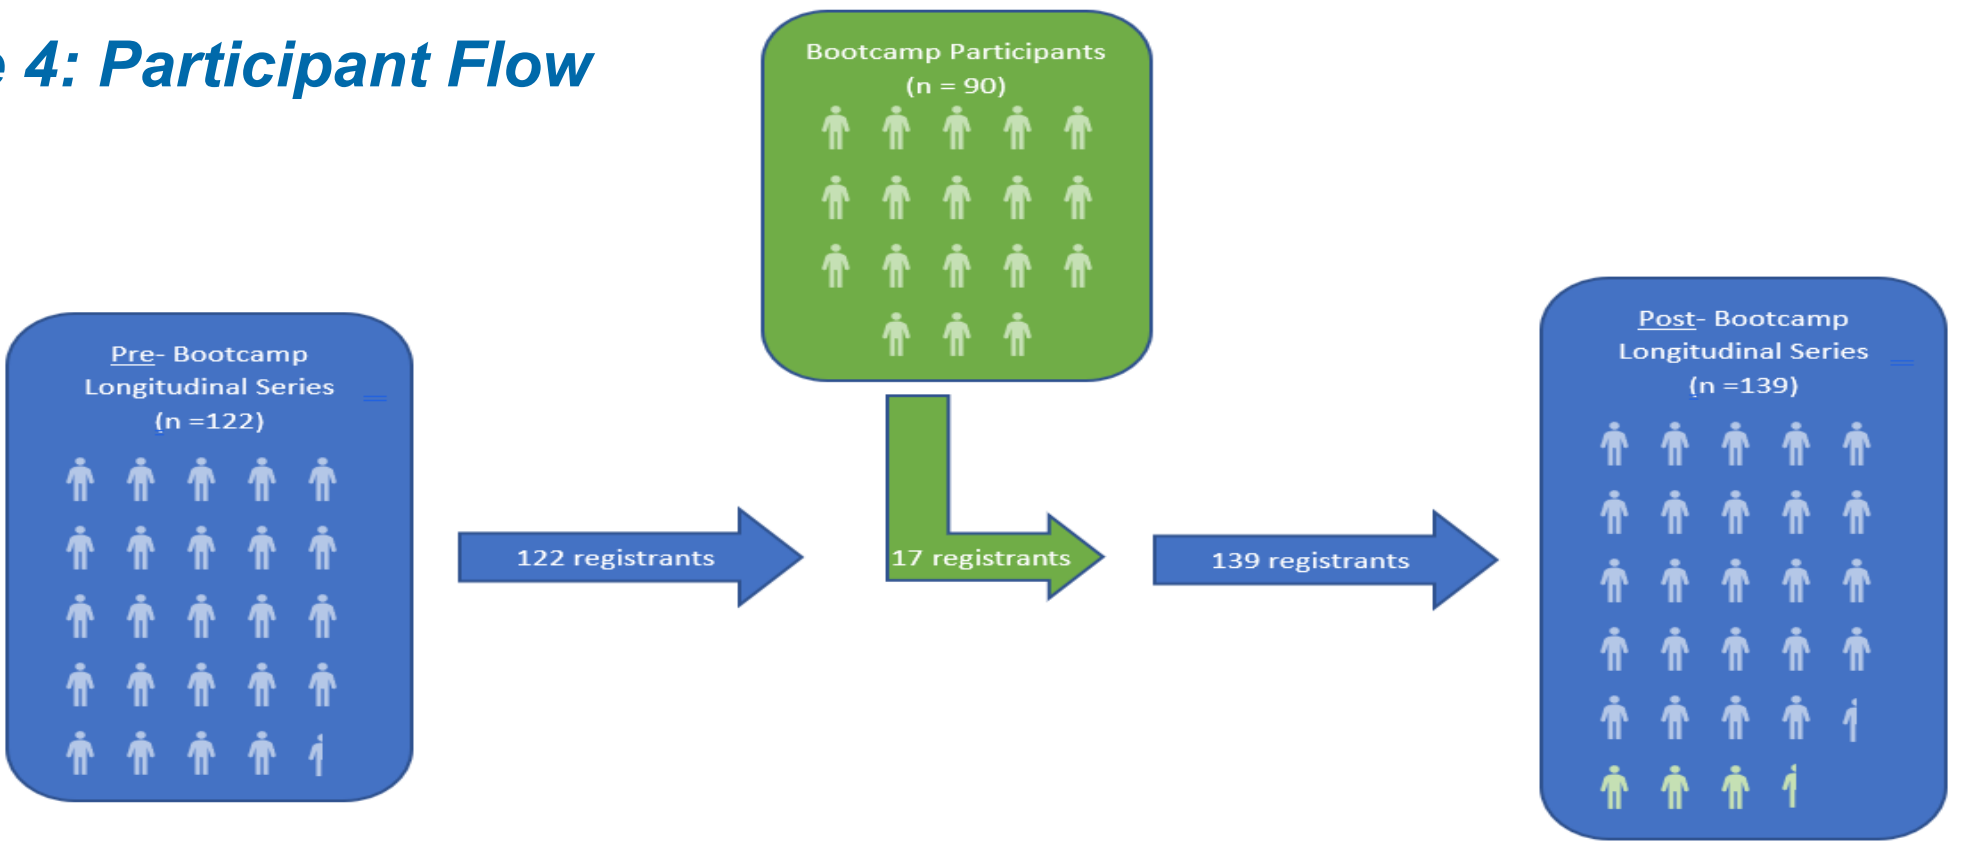 e 4: Participant Flow
Bootcamp Participants
(n = 90)
Pre- Bootcamp
Longitudinal Series
(n =122)
122 registrants
17 registrants
139 registrants
Post- Bootcamp
Longitudinal Series
(n =139)